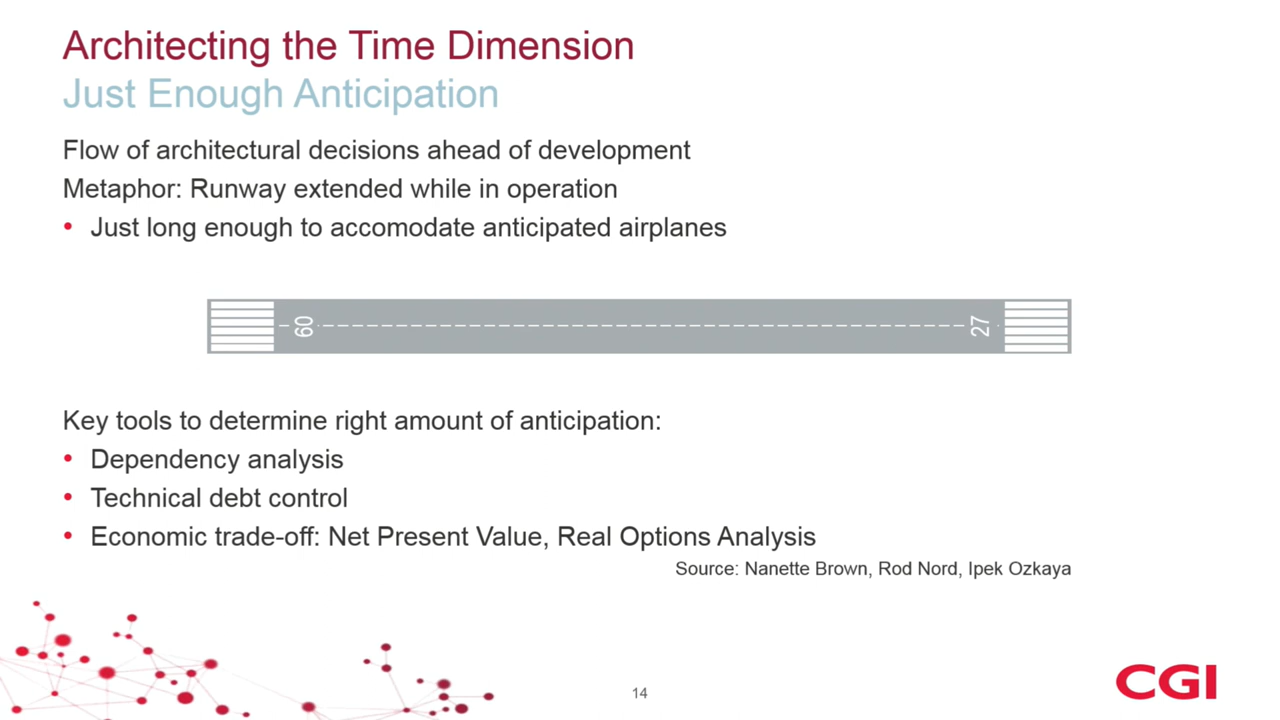 Architecting the Time Dimension
Just Enough Anticipation
Flow of architectural decisions ahead of development
Metaphor: Runway extended while in operation
• Just long enough to accomodate anticipated airplanes
09
27
Key tools to determine right amount of anticipation:
• Dependency analysis
• Technical debt control
• Economic trade-off: Net Present Value, Real Options Analysis
Source: Nanette Brown, Rod Nord, Ipek Ozkaya
14
CGI